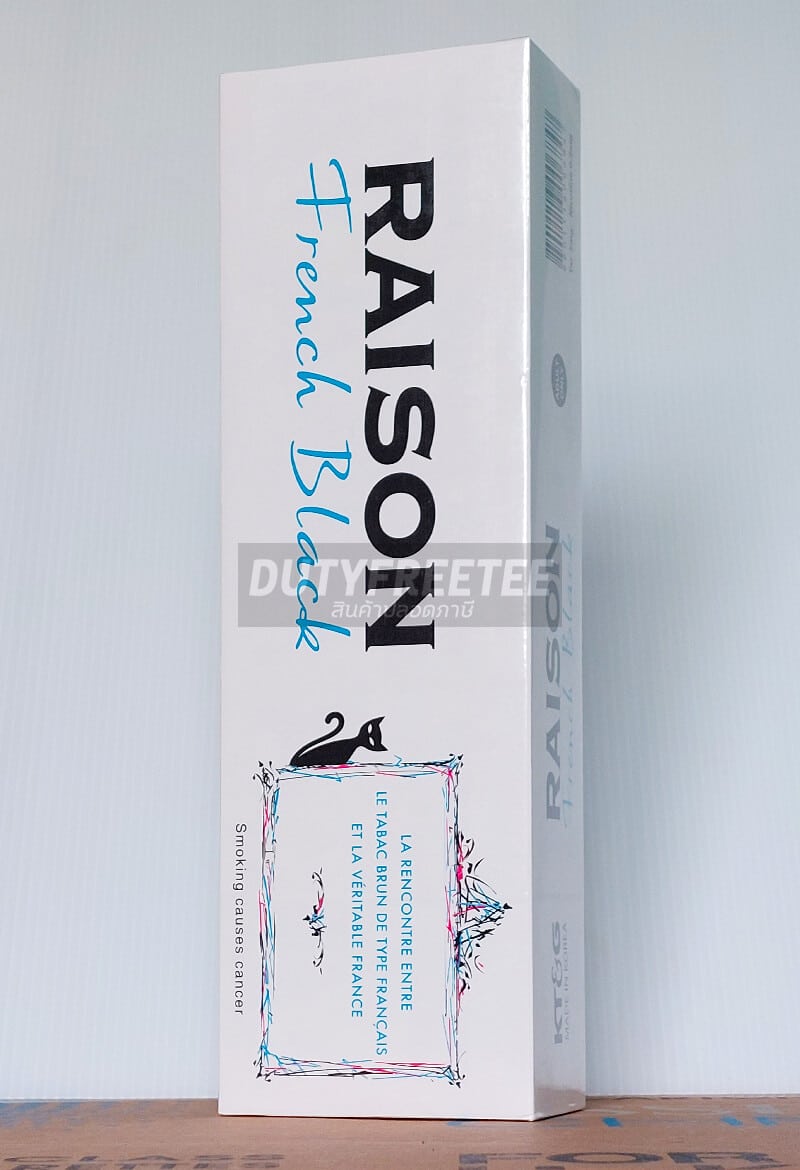 RAISON
French Black
LA RENCONTRE ENTRE
LE TABAC BRUN DE TYPE FRANÇAIS
ET LA VÉRITABLE FRANCE
Smoking causes cancer
DUTYFREETEE
สินค้าปลอดภาษี
RAISON
French Black
KT&G
MADE IN KOREA
FOR